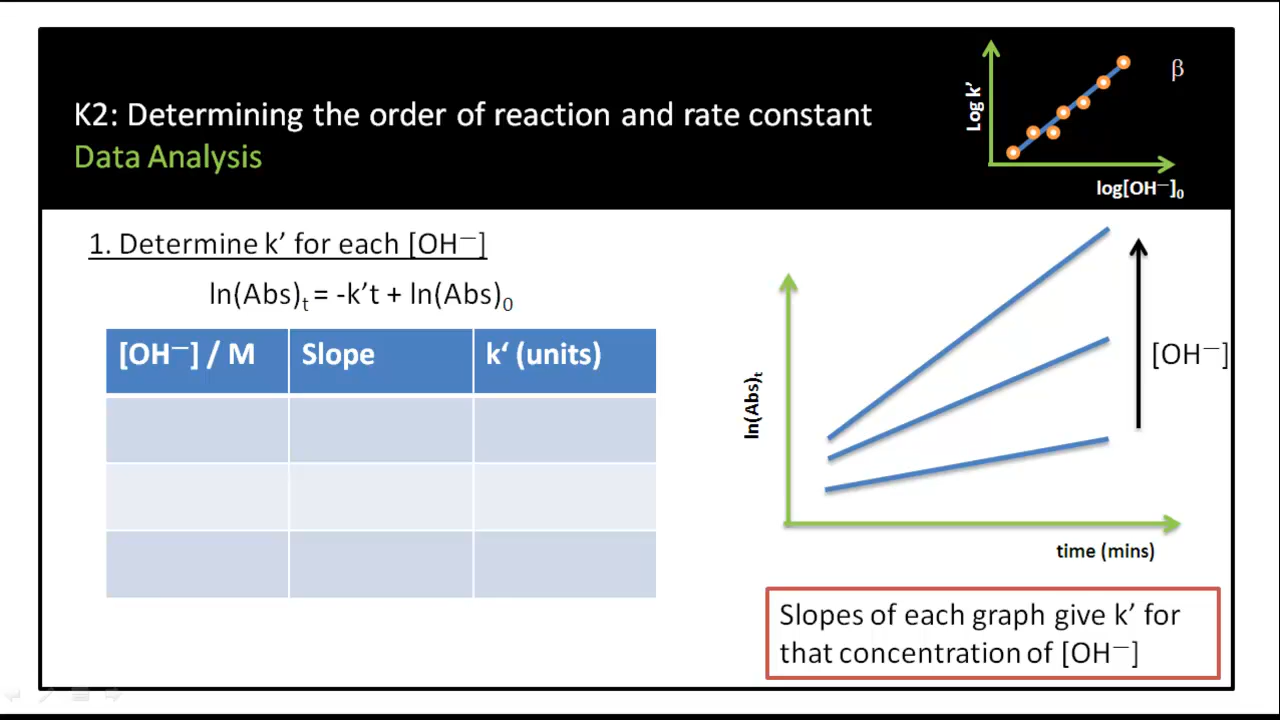 K2: Determining the order of reaction and rate constant
Data Analysis
Log k’
β
log[OH—]₀
1. Determine k’ for each [OH—]
ln(Abs)ₜ = -k’t + ln(Abs)₀
[OH—] / M Slope k‘ (units)
ln(Abs)ₜ
[OH—]
time (mins)
Slopes of each graph give k’ for
that concentration of [OH—]